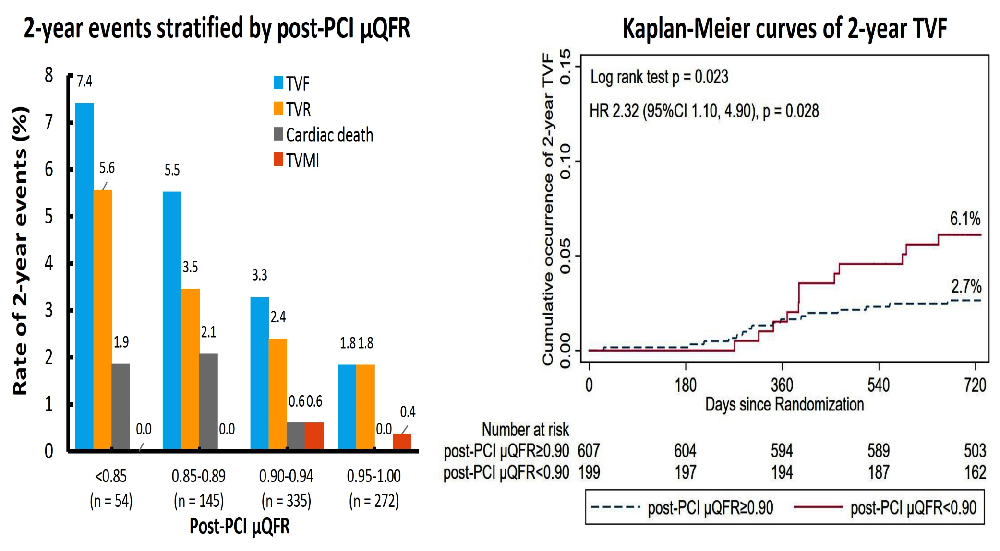 2-year events stratified by post-PCI µQFR
Rate of 2-year events (%)
8
7
6
5
4
3
2
1
0
7.4
5.6
1.9
0.0
5.5
3.5
2.1
0.0
3.3
2.4
0.6
0.6
1.8
1.8
0.0
0.4
TVF
TVR
Cardiac death
TVMI
<0.85
(n = 54)
0.85-0.89
(n = 145)
0.90-0.94
(n = 335)
0.95-1.00
(n = 272)
Post-PCI µQFR
Kaplan-Meier curves of 2-year TVF
Cumulative occurrence of 2-year TVF
0.15
0.10
0.05
0.00
Log rank test p = 0.023
HR 2.32 (95%CI 1.10, 4.90), p = 0.028
6.1%
2.7%
0 180 360 540 720
Days since Randomization
Number at risk
post-PCI µQFR≥0.90 607 604 594 589 503
post-PCI µQFR<0.90 199 197 194 187 162
post-PCI µQFR≥0.90 post-PCI µQFR<0.90